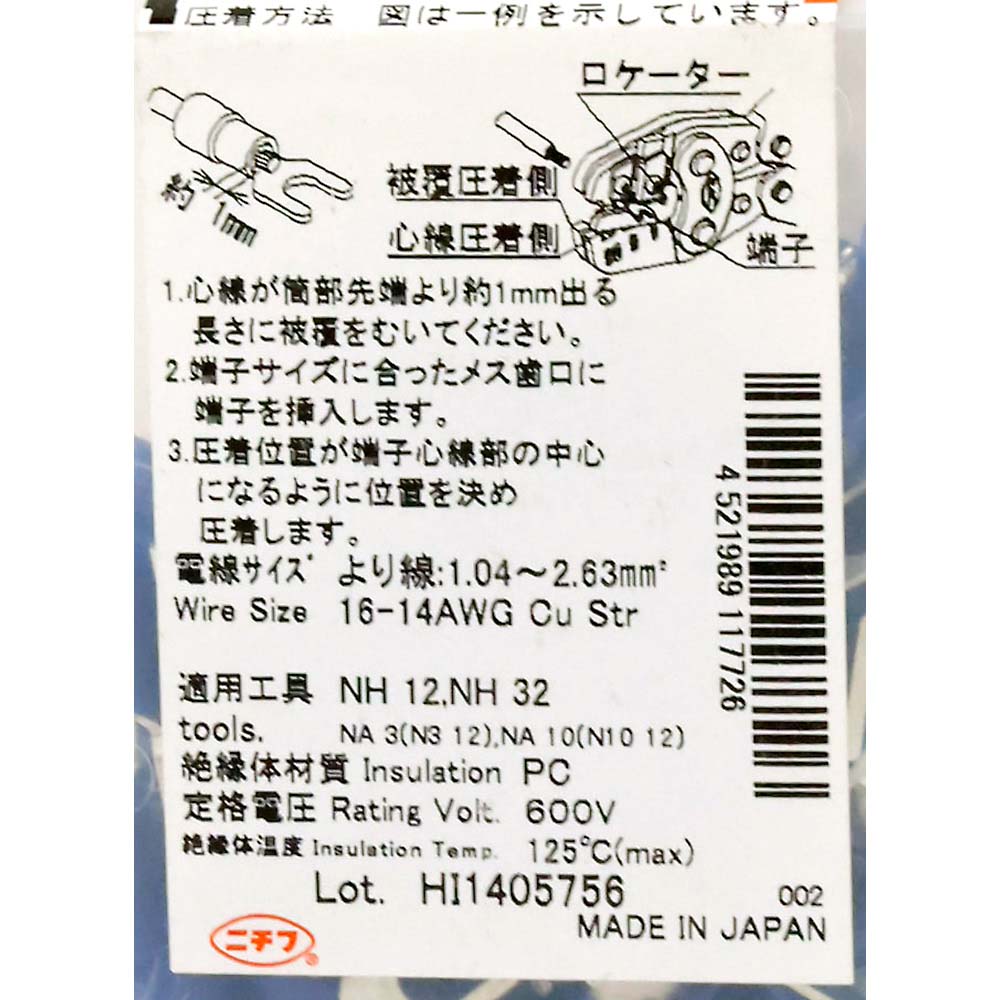 圧着方法 図は一例を示しています。
ロケーター
被覆圧着側
約1mm
心線圧着側
端子
1.心線が筒部先端より約1mm出る
長さに被覆をむいてください。
2.端子サイズに合ったメス歯口に
端子を挿入します。
3.圧着位置が端子心線部の中心
になるように位置を決め
圧着します。
電線サイズ より線:1.04～2.63mm²
Wire Size 16-14AWG Cu Str
適用工具 NH 12,NH 32
tools. NA 3(N3 12),NA 10(N10 12)
絶縁体材質 Insulation PC
定格電圧 Rating Volt. 600V
絶縁体温度 Insulation Temp. 125℃(max)
Lot. HI1405756
002
MADE IN JAPAN
ニチフ®
4 521989 117726